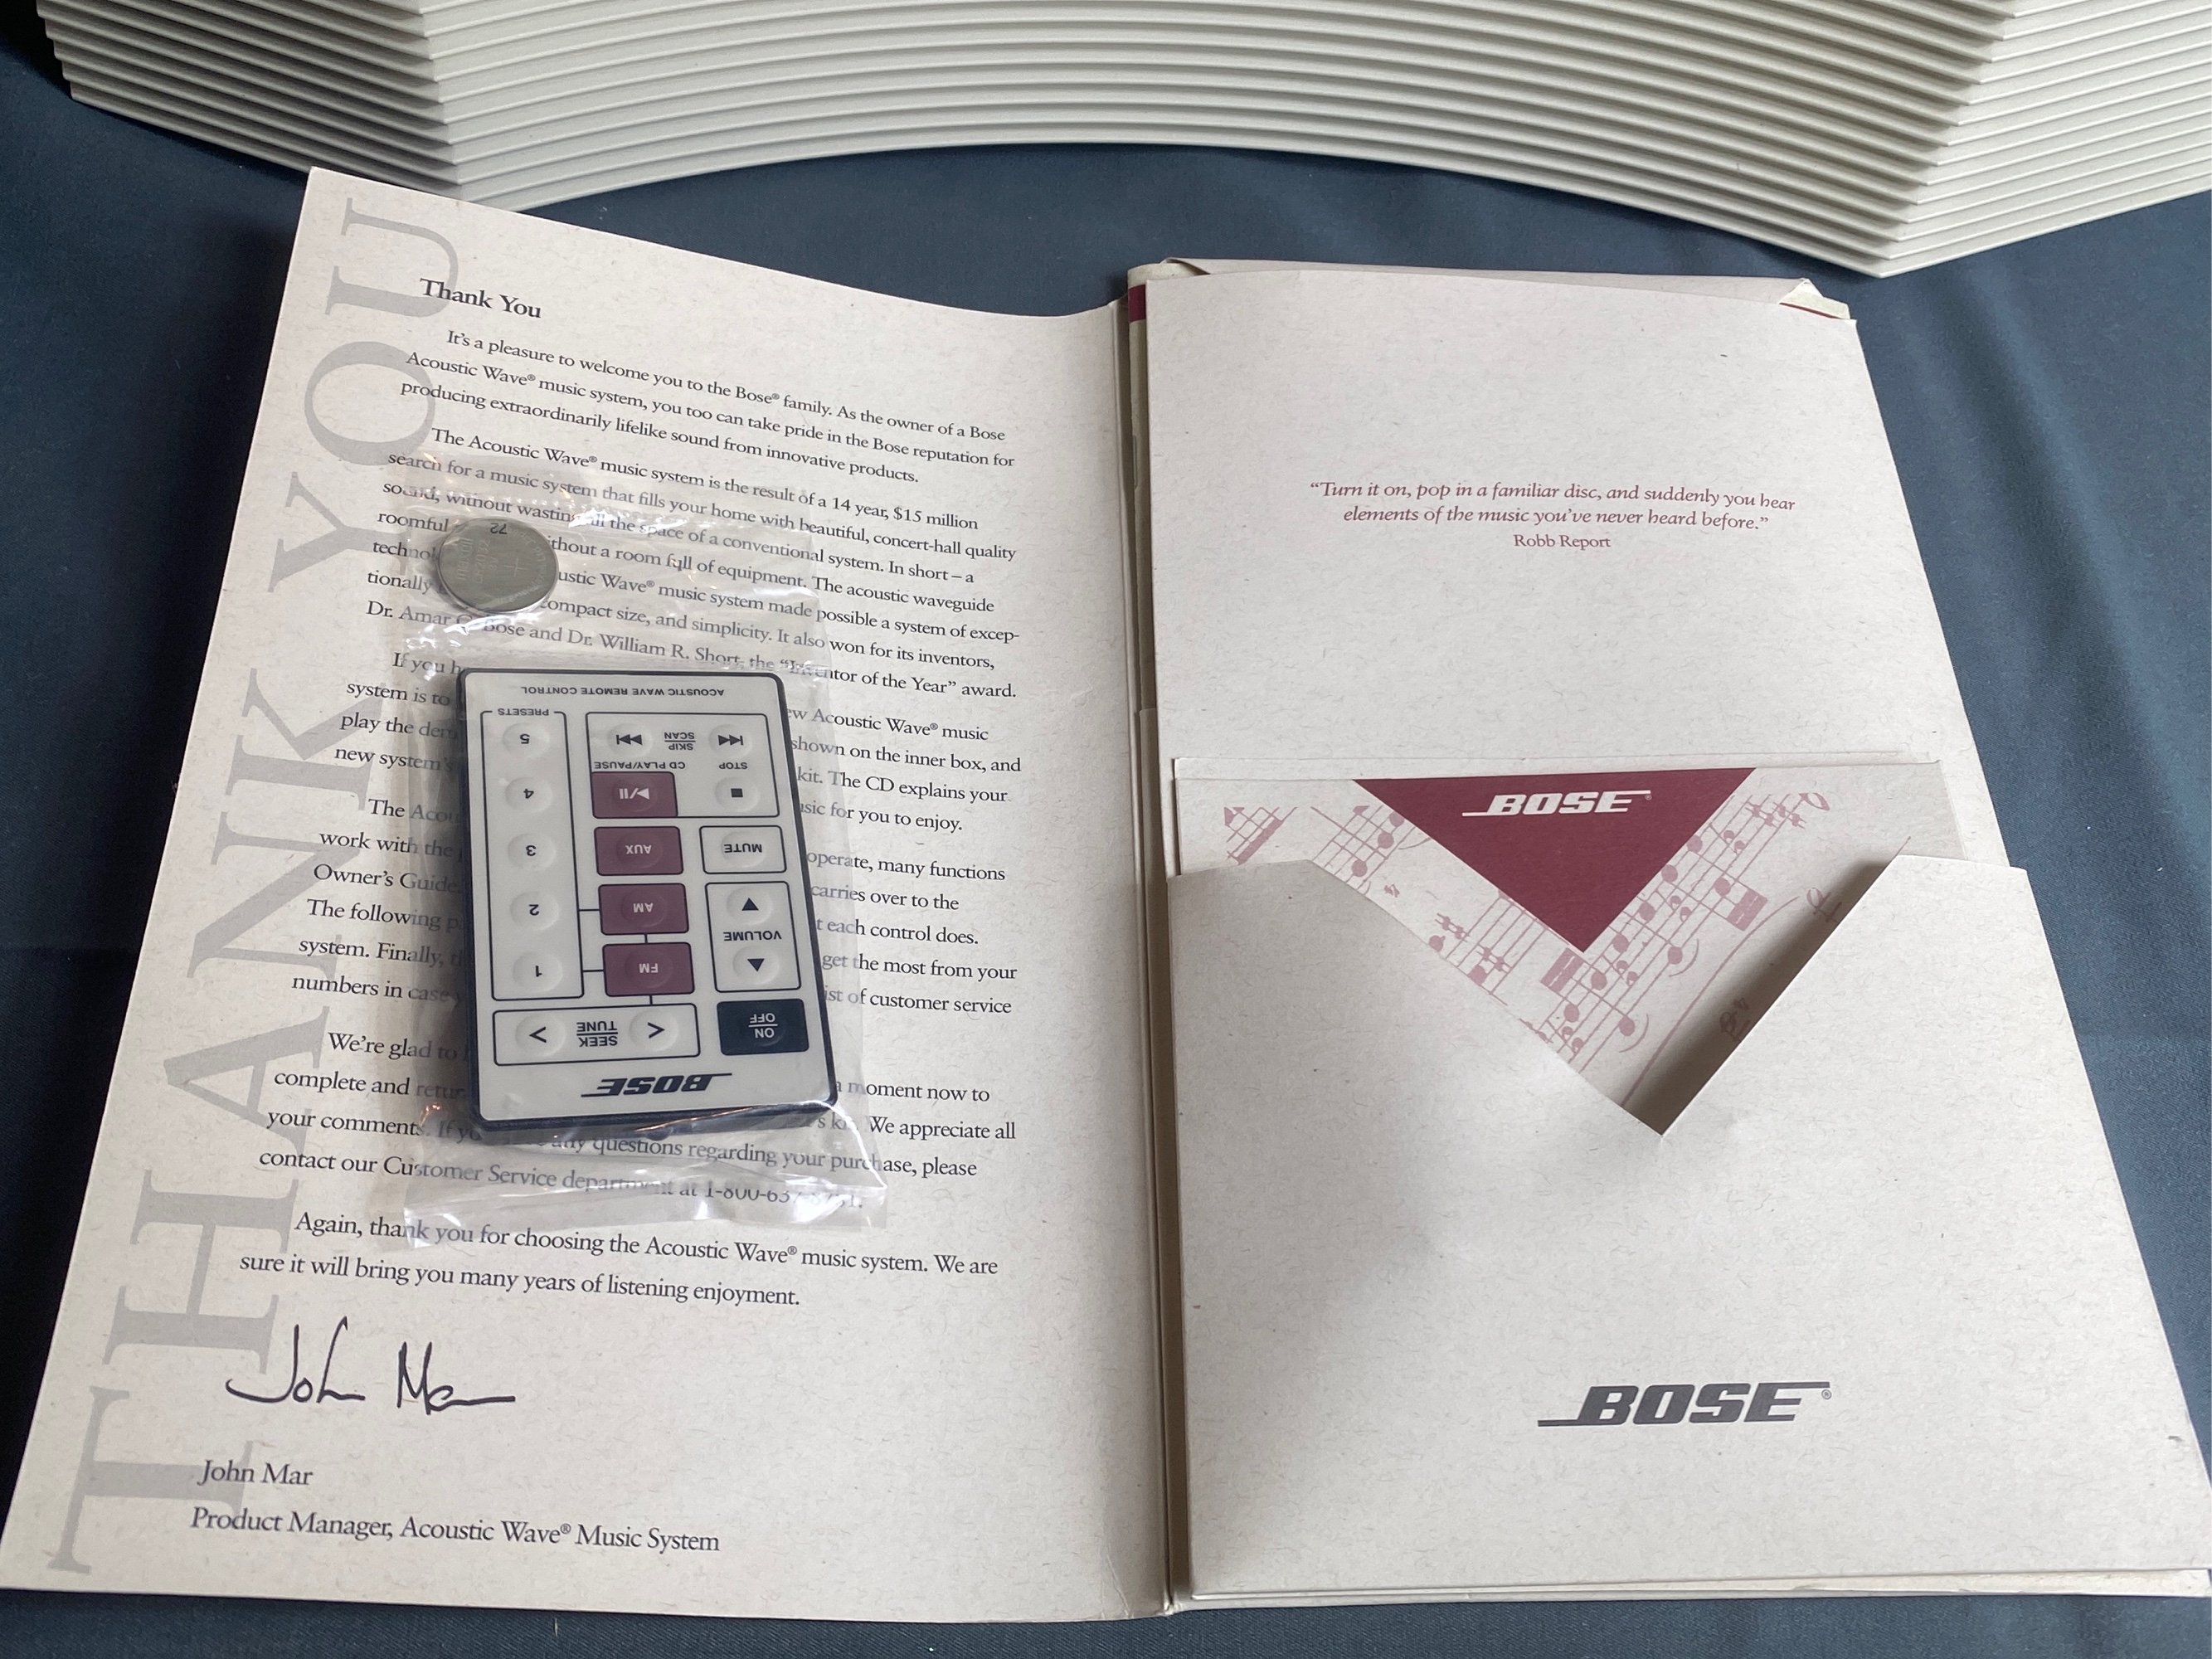 THANK YOU
Thank You
It's a pleasure to welcome you to the Bose® family. As the owner of a Bose
Acoustic Wave® music system, you too can take pride in the Bose reputation for
producing extraordinarily lifelike sound from innovative products.
The Acoustic Wave® music system is the result of a 14 year, $15 million
search for a music system that fills your home with beautiful, concert-hall quality
sound, without wasting all the space of a conventional system. In short – a
roomful without a room full of equipment. The acoustic waveguide
Wave® music system made possible a system of excep-
tionally compact size, and simplicity. It also won for its inventors,
Dr. Amar Bose and Dr. William R. Short, the "Inventor of the Year" award.
If you
system is to Acoustic Wave® music
play the shown on the inner box, and
new system's kit. The CD explains your
for you to enjoy.
The
work with the operate, many functions
Owner's Guide carries over to the
The following each control does.
system. Finally, get the most from your
numbers in case of customer service
We're glad to
complete and moment now to
your comments. If We appreciate all
any questions regarding your purchase, please
contact our Customer Service department at 1-800-
Again, thank you for choosing the Acoustic Wave® music system. We are
sure it will bring you many years of listening enjoyment.
John Mar
John Mar
Product Manager, Acoustic Wave® Music System
72
BOSE
ON
OFF
SEEK
TUNE
< >
FM
AM
AUX
VOLUME
MUTE
STOP
CD PLAY/PAUSE
SKIP
SCAN
PRESETS
1
2
3
4
5
ACOUSTIC WAVE REMOTE CONTROL
"Turn it on, pop in a familiar disc, and suddenly you hear
elements of the music you've never heard before."
Robb Report
BOSE
BOSE®